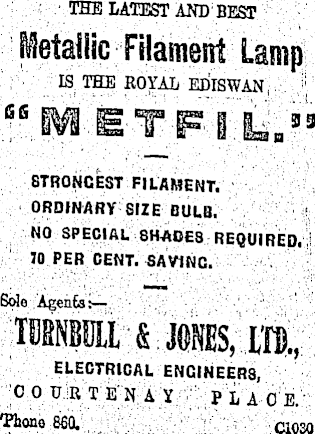 THE LATEST AND BEST
Metallic Filament Lamp
IS THE ROYAL EDISWAN
"METFIL."
STRONGEST FILAMENT.
ORDINARY SIZE BULB.
NO SPECIAL SHADES REQUIRED.
70 PER CENT. SAVING.
Sole Agents:—
TURNBULL & JONES, LTD.,
ELECTRICAL ENGINEERS,
COURTENAY PLACE.
'Phone 860.
C1030